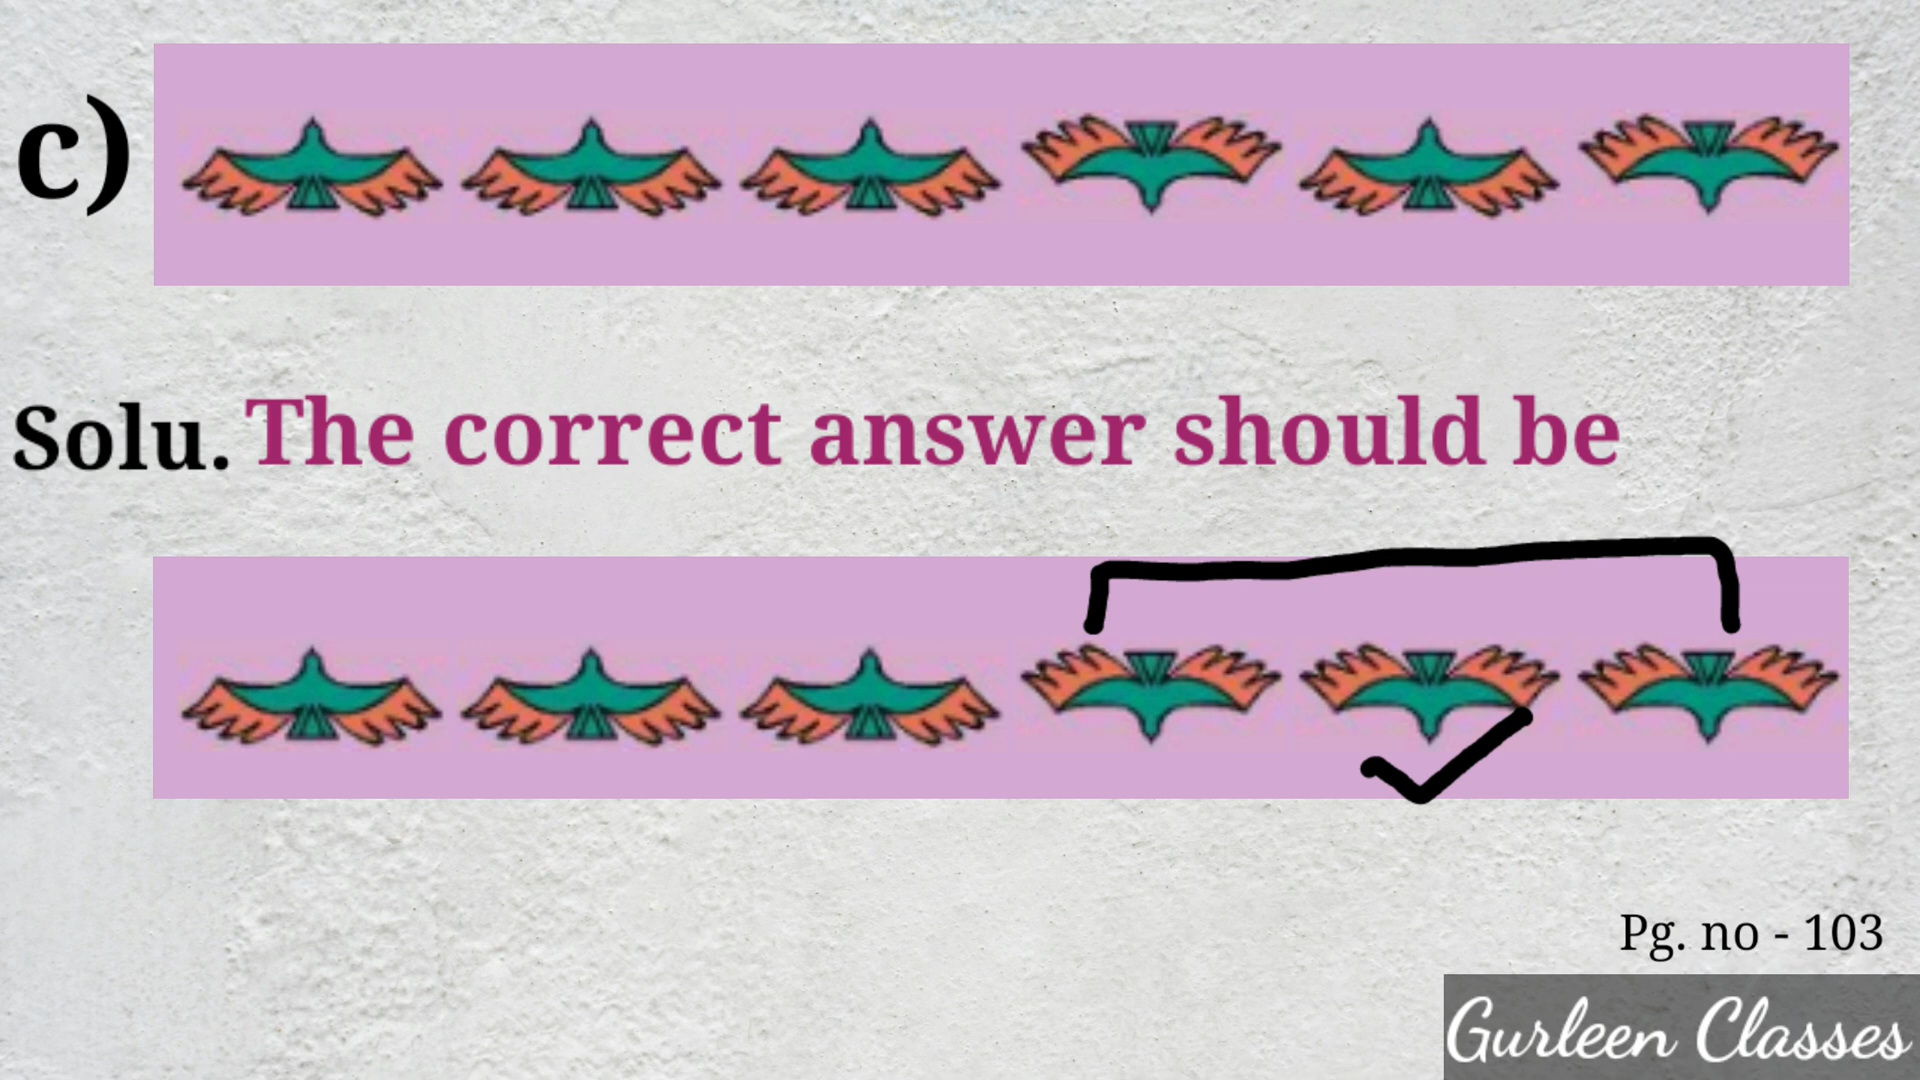 c)
Solu. The correct answer should be
Pg. no - 103
Gurleen Classes